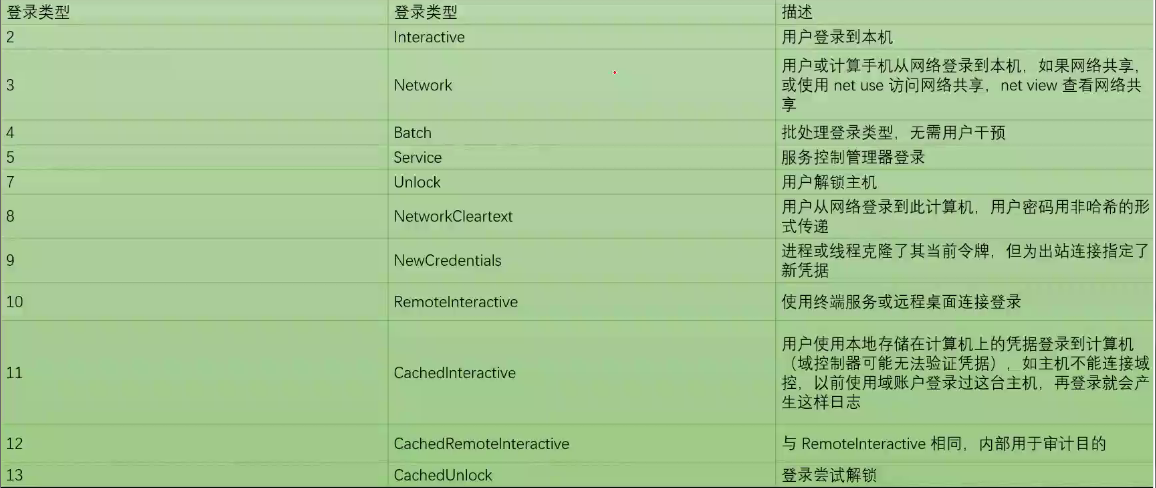 登录类型 登录类型 描述
2 Interactive 用户登录到本机
3 Network 用户或计算手机从网络登录到本机，如果网络共享，
或使用 net use 访问网络共享，net view 查看网络共
享
4 Batch 批处理登录类型，无需用户干预
5 Service 服务控制管理器登录
7 Unlock 用户解锁主机
8 NetworkCleartext 用户从网络登录到此计算机，用户密码用非哈希的形
式传递
9 NewCredentials 进程或线程克隆了其当前令牌，但为出站连接指定了
新凭据
10 RemoteInteractive 使用终端服务或远程桌面连接登录
11 CachedInteractive 用户使用本地存储在计算机上的凭据登录到计算机
（域控制器可能无法验证凭据），如主机不能连接域
控，以前使用域账户登录过这台主机，再登录就会产
生这样日志
12 CachedRemoteInteractive 与 RemoteInteractive 相同，内部用于审计目的
13 CachedUnlock 登录尝试解锁